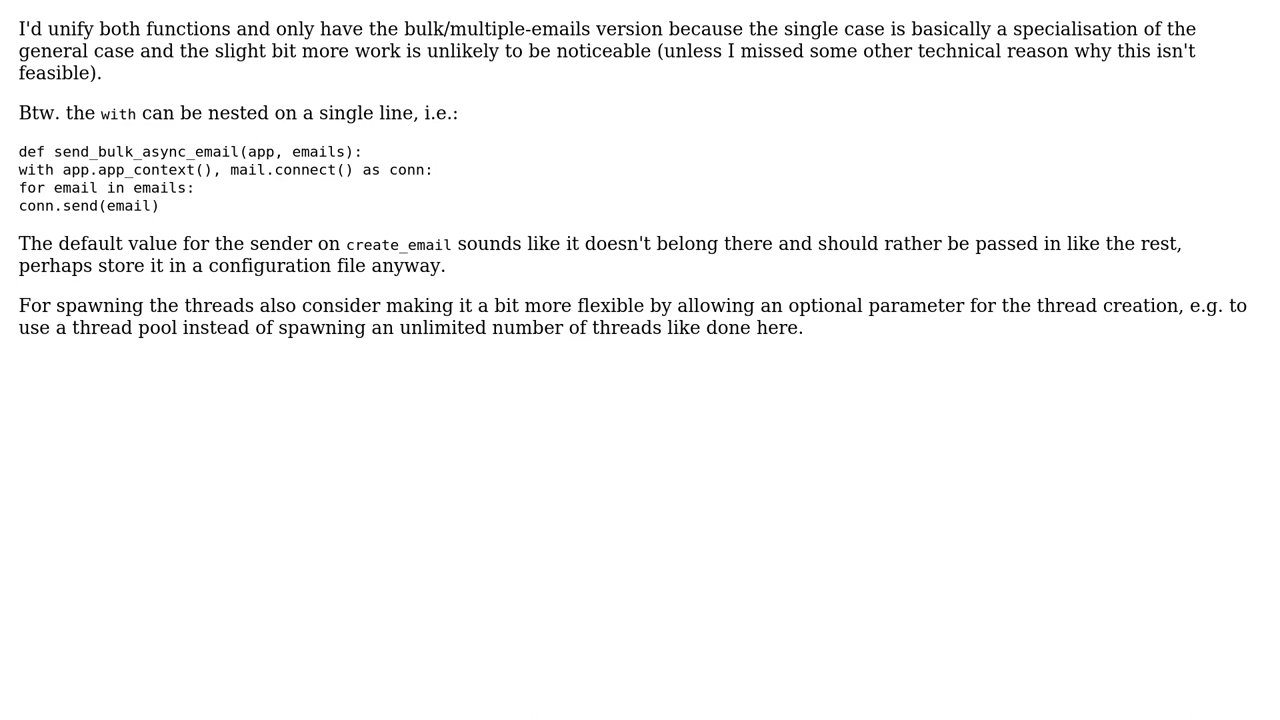 I'd unify both functions and only have the bulk/multiple-emails version because the single case is basically a specialisation of the
general case and the slight bit more work is unlikely to be noticeable (unless I missed some other technical reason why this isn't
feasible).
Btw. the with can be nested on a single line, i.e.:
def send_bulk_async_email(app, emails):
with app.app_context(), mail.connect() as conn:
for email in emails:
conn.send(email)
The default value for the sender on create_email sounds like it doesn't belong there and should rather be passed in like the rest,
perhaps store it in a configuration file anyway.
For spawning the threads also consider making it a bit more flexible by allowing an optional parameter for the thread creation, e.g. to
use a thread pool instead of spawning an unlimited number of threads like done here.